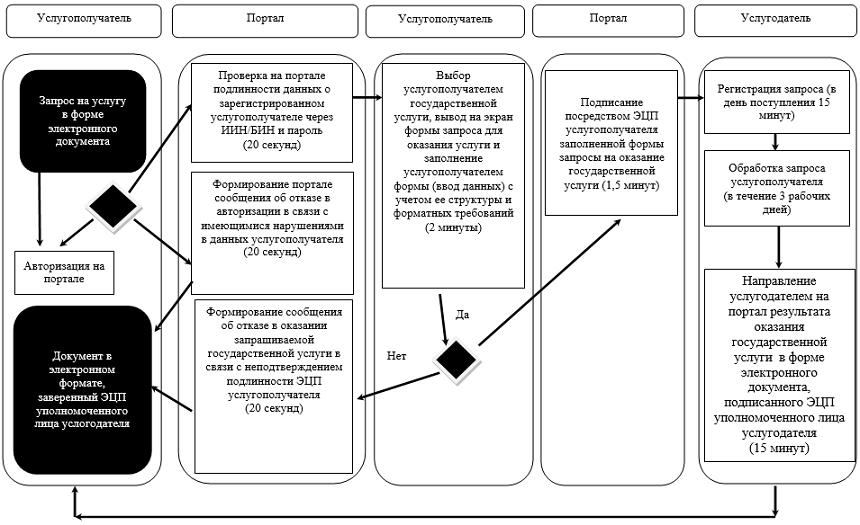 Услугополучатель
Портал
Услугополучатель
Портал
Услугодатель
Запрос на услугу
в форме
электронного
документа
Авторизация на
портале
Документ в
электронном
формате,
заверенный ЭЦП
уполномоченного
лица услогодателя
Проверка на портале
подлинности данных о
зарегистрированном
услугополучателе через
ИИН/БИН и пароль
(20 секунд)
Формирование портале
сообщения об отказе в
авторизации в связи с
имеющимися нарушениями
в данных услугополучателя
(20 секунд)
Формирование сообщения
об отказе в оказании
запрашиваемой
государственной услуги в
связи с неподтверждением
подлинности ЭЦП
услугополучателя
(20 секунд)
Выбор
услугополучателем
государственной
услуги, вывод на экран
формы запроса для
оказания услуги и
заполнение
услугополучателем
формы (ввод данных) с
учетом ее структуры и
форматных требований
(2 минуты)
Да
Нет
Подписание
посредством ЭЦП
услугополучателя
заполненной формы
запросы на оказание
государственной
услуги (1,5 минут)
Регистрация запроса (в
день поступления 15
минут)
Обработка запроса
услугополучателя
(в течение 3 рабочих
дней)
Направление
услугодателем на
портал результата
оказания
государственной
услуги в форме
электронного
документа,
подписанного ЭЦП
уполномоченного лица
услугодателя
(15 минут)